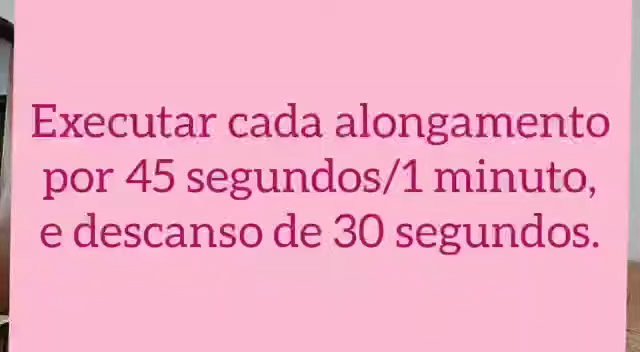 Executar cada alongamento
por 45 segundos/1 minuto,
e descanso de 30 segundos.